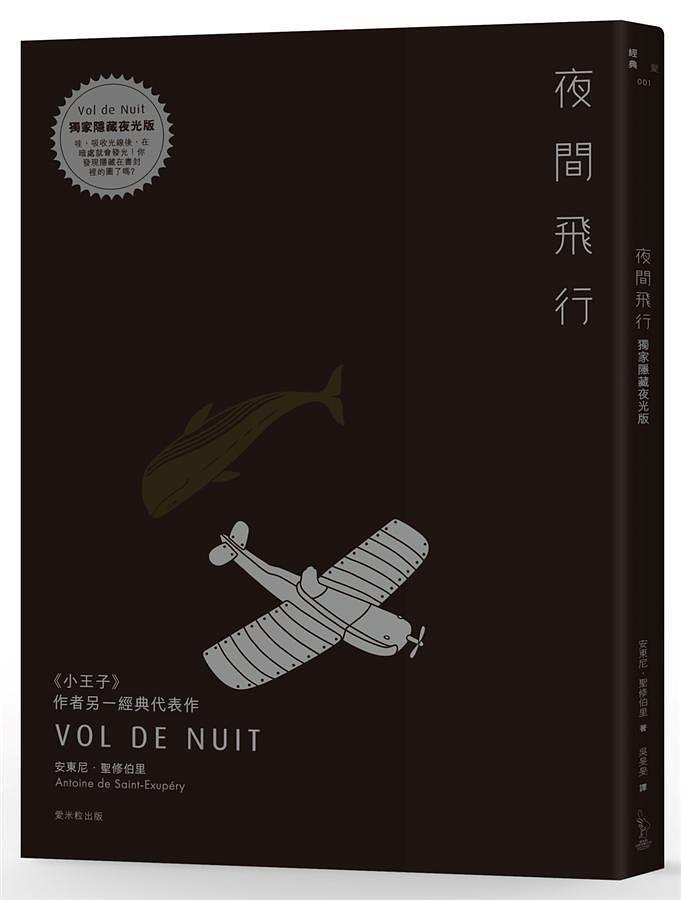 Vol de Nuit
獨家隱藏夜光版
哇，吸收光線後，在
暗處就會發光！你
發現隱藏在書封
裡的圖了嗎?
夜間飛行
《小王子》
作者另一經典代表作
VOL DE NUIT
安東尼．聖修伯里
Antoine de Saint-Exupéry
愛米粒出版
經典
愛
001
夜間飛行
獨家隱藏夜光版
安東尼．聖修伯里 著
吳旻旻 譯